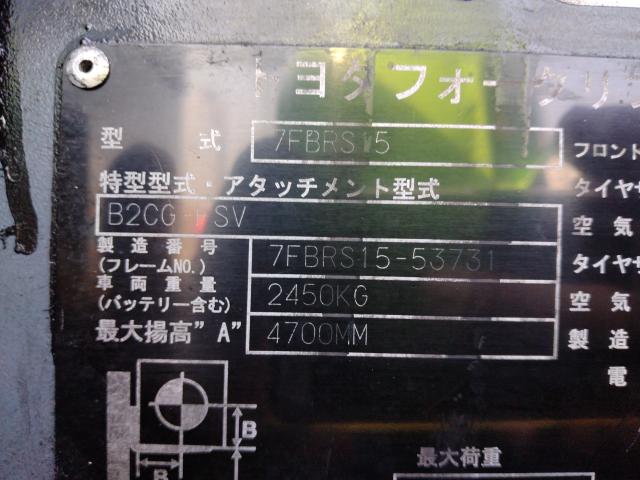 トヨタフォークリ
型 式 7FBRS15
フロント
特型型式・アタッチメント型式
タイヤサ
B2CG- SV
空気
製造番号
(フレームNO.)
7FBRS15-53731
タイヤサ
車両重量
(バッテリー含む)
2450KG
空気
最大揚高"A"
4700MM
製造
電
B
B
最大荷重